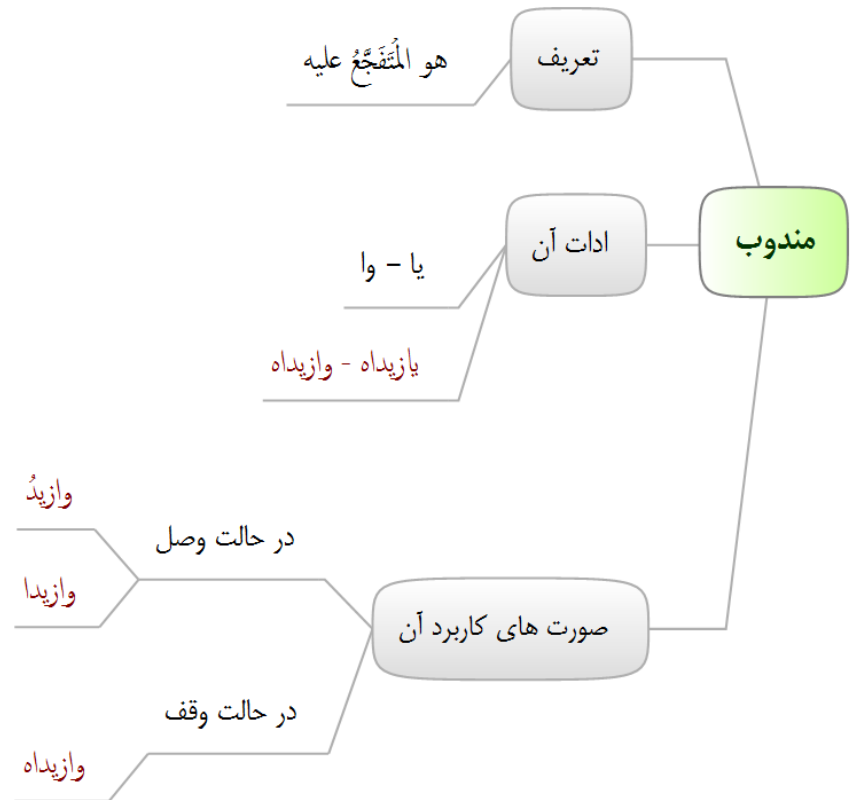 مندوب
تعریف
هو الْمُتَفَجَّعُ علیه
ادات آن
یا – وا
یازیداه - وازیداه
صورت های کاربرد آن
در حالت وصل
وازیدُ
وازیدا
در حالت وقف
وازیداه